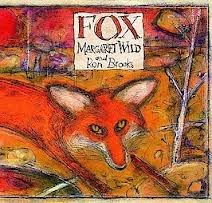 FOX
MARGARET WILD
and
Ron Brooks